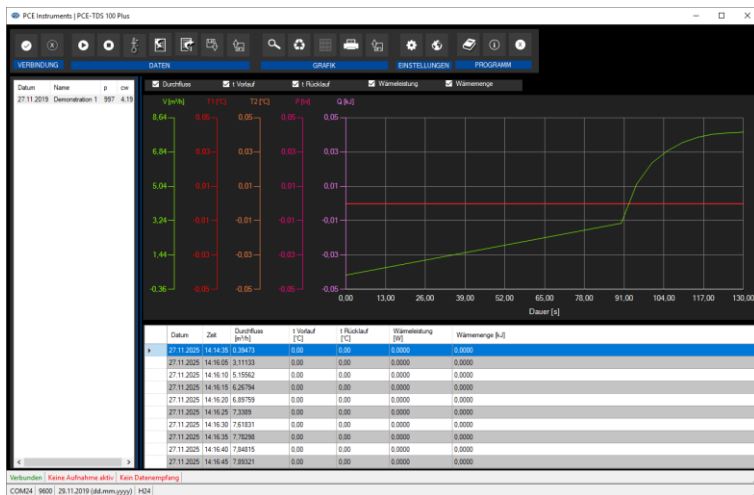 PCE Instruments | PCE-TDS 100 Plus
VERBINDUNG DATEN GRAFIK EINSTELLUNGEN PROGRAMM
Datum Name p cw
27.11.2019 Demonstration 1 997 4.19
Durchfluss t Vorlauf t Rücklauf Wärmeleistung Wärmemenge
V [m³/h] T1 [°C] T2 [°C] P [W] Q [kJ]
8,64 0,05 0,05 0,05 0,05
6,84 0,03 0,03 0,03 0,03
5,04 0,01 0,01 0,01 0,01
3,24 -0,01 -0,01 -0,01 -0,01
1,44 -0,03 -0,03 -0,03 -0,03
-0,36 -0,05 -0,05 -0,05 -0,05
0,00 13,00 26,00 39,00 52,00 65,00 78,00 91,00 104,00 117,00 130,00
Dauer [s]
Datum Zeit Durchfluss [m³/h] t Vorlauf [°C] t Rücklauf [°C] Wärmeleistung [W] Wärmemenge [kJ]
27.11.2025 14:14:35 0,39473 0,00 0,00 0,0000 0,0000
27.11.2025 14:16:05 3,11133 0,00 0,00 0,0000 0,0000
27.11.2025 14:16:10 5,15562 0,00 0,00 0,0000 0,0000
27.11.2025 14:16:15 6,26794 0,00 0,00 0,0000 0,0000
27.11.2025 14:16:20 6,89759 0,00 0,00 0,0000 0,0000
27.11.2025 14:16:25 7,3389 0,00 0,00 0,0000 0,0000
27.11.2025 14:16:30 7,61831 0,00 0,00 0,0000 0,0000
27.11.2025 14:16:35 7,78298 0,00 0,00 0,0000 0,0000
27.11.2025 14:16:40 7,84815 0,00 0,00 0,0000 0,0000
27.11.2025 14:16:45 7,89321 0,00 0,00 0,0000 0,0000
Verbunden Keine Aufnahme aktiv Kein Datenempfang
COM24 9600 29.11.2019 (dd.mm.yyyy) H24